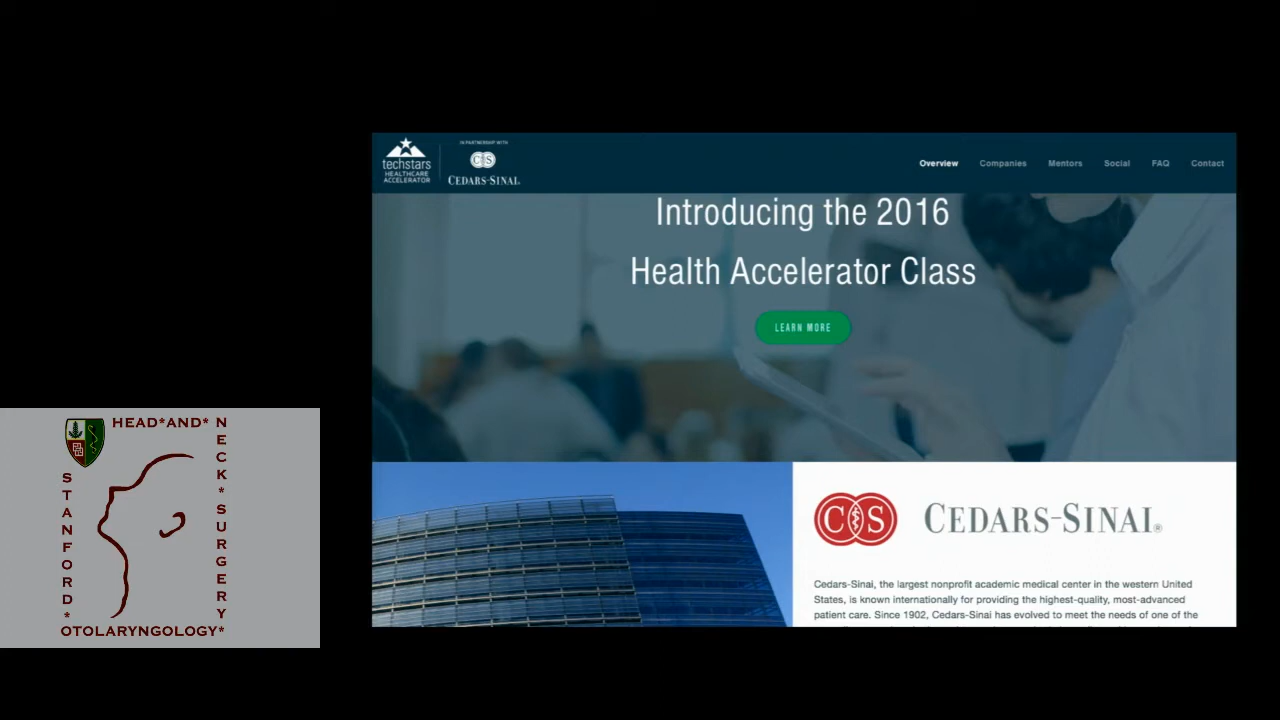 techstars
HEALTHCARE
ACCELERATOR
IN PARTNERSHIP WITH
CS
CEDARS-SINAI®
Overview Companies Mentors Social FAQ Contact
Introducing the 2016
Health Accelerator Class
LEARN MORE
CS CEDARS-SINAI®
Cedars-Sinai, the largest nonprofit academic medical center in the western United
States, is known internationally for providing the highest-quality, most-advanced
patient care. Since 1902, Cedars-Sinai has evolved to meet the needs of one of the
HEAD*AND*
NECK*SURGERY
STANFORD*
OTOLARYNGOLOGY*